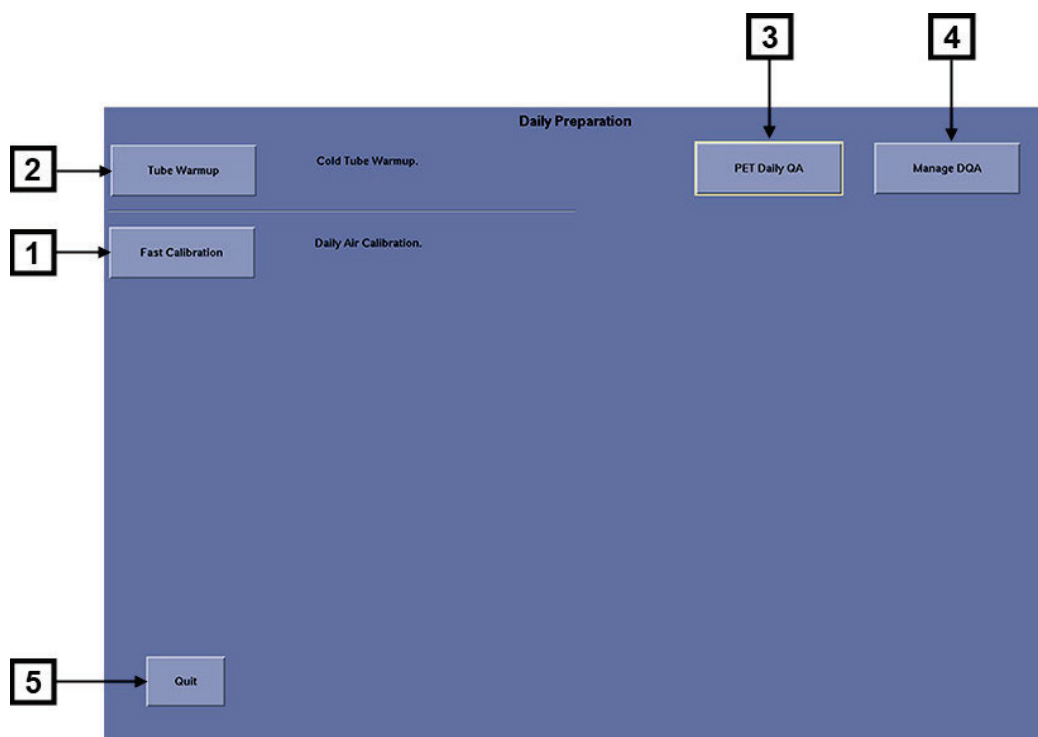 3
4
Daily Preparation
2
Tube Warmup
Cold Tube Warmup.
PET Daily QA
Manage DQA
1
Fast Calibration
Daily Air Calibration.
5
Quit